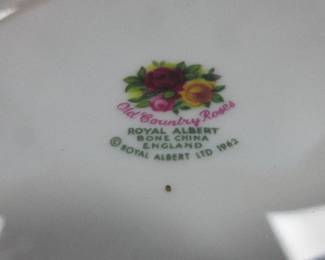 Old Country Roses
ROYAL ALBERT
BONE CHINA
ENGLAND
© ROYAL ALBERT LTD 1962